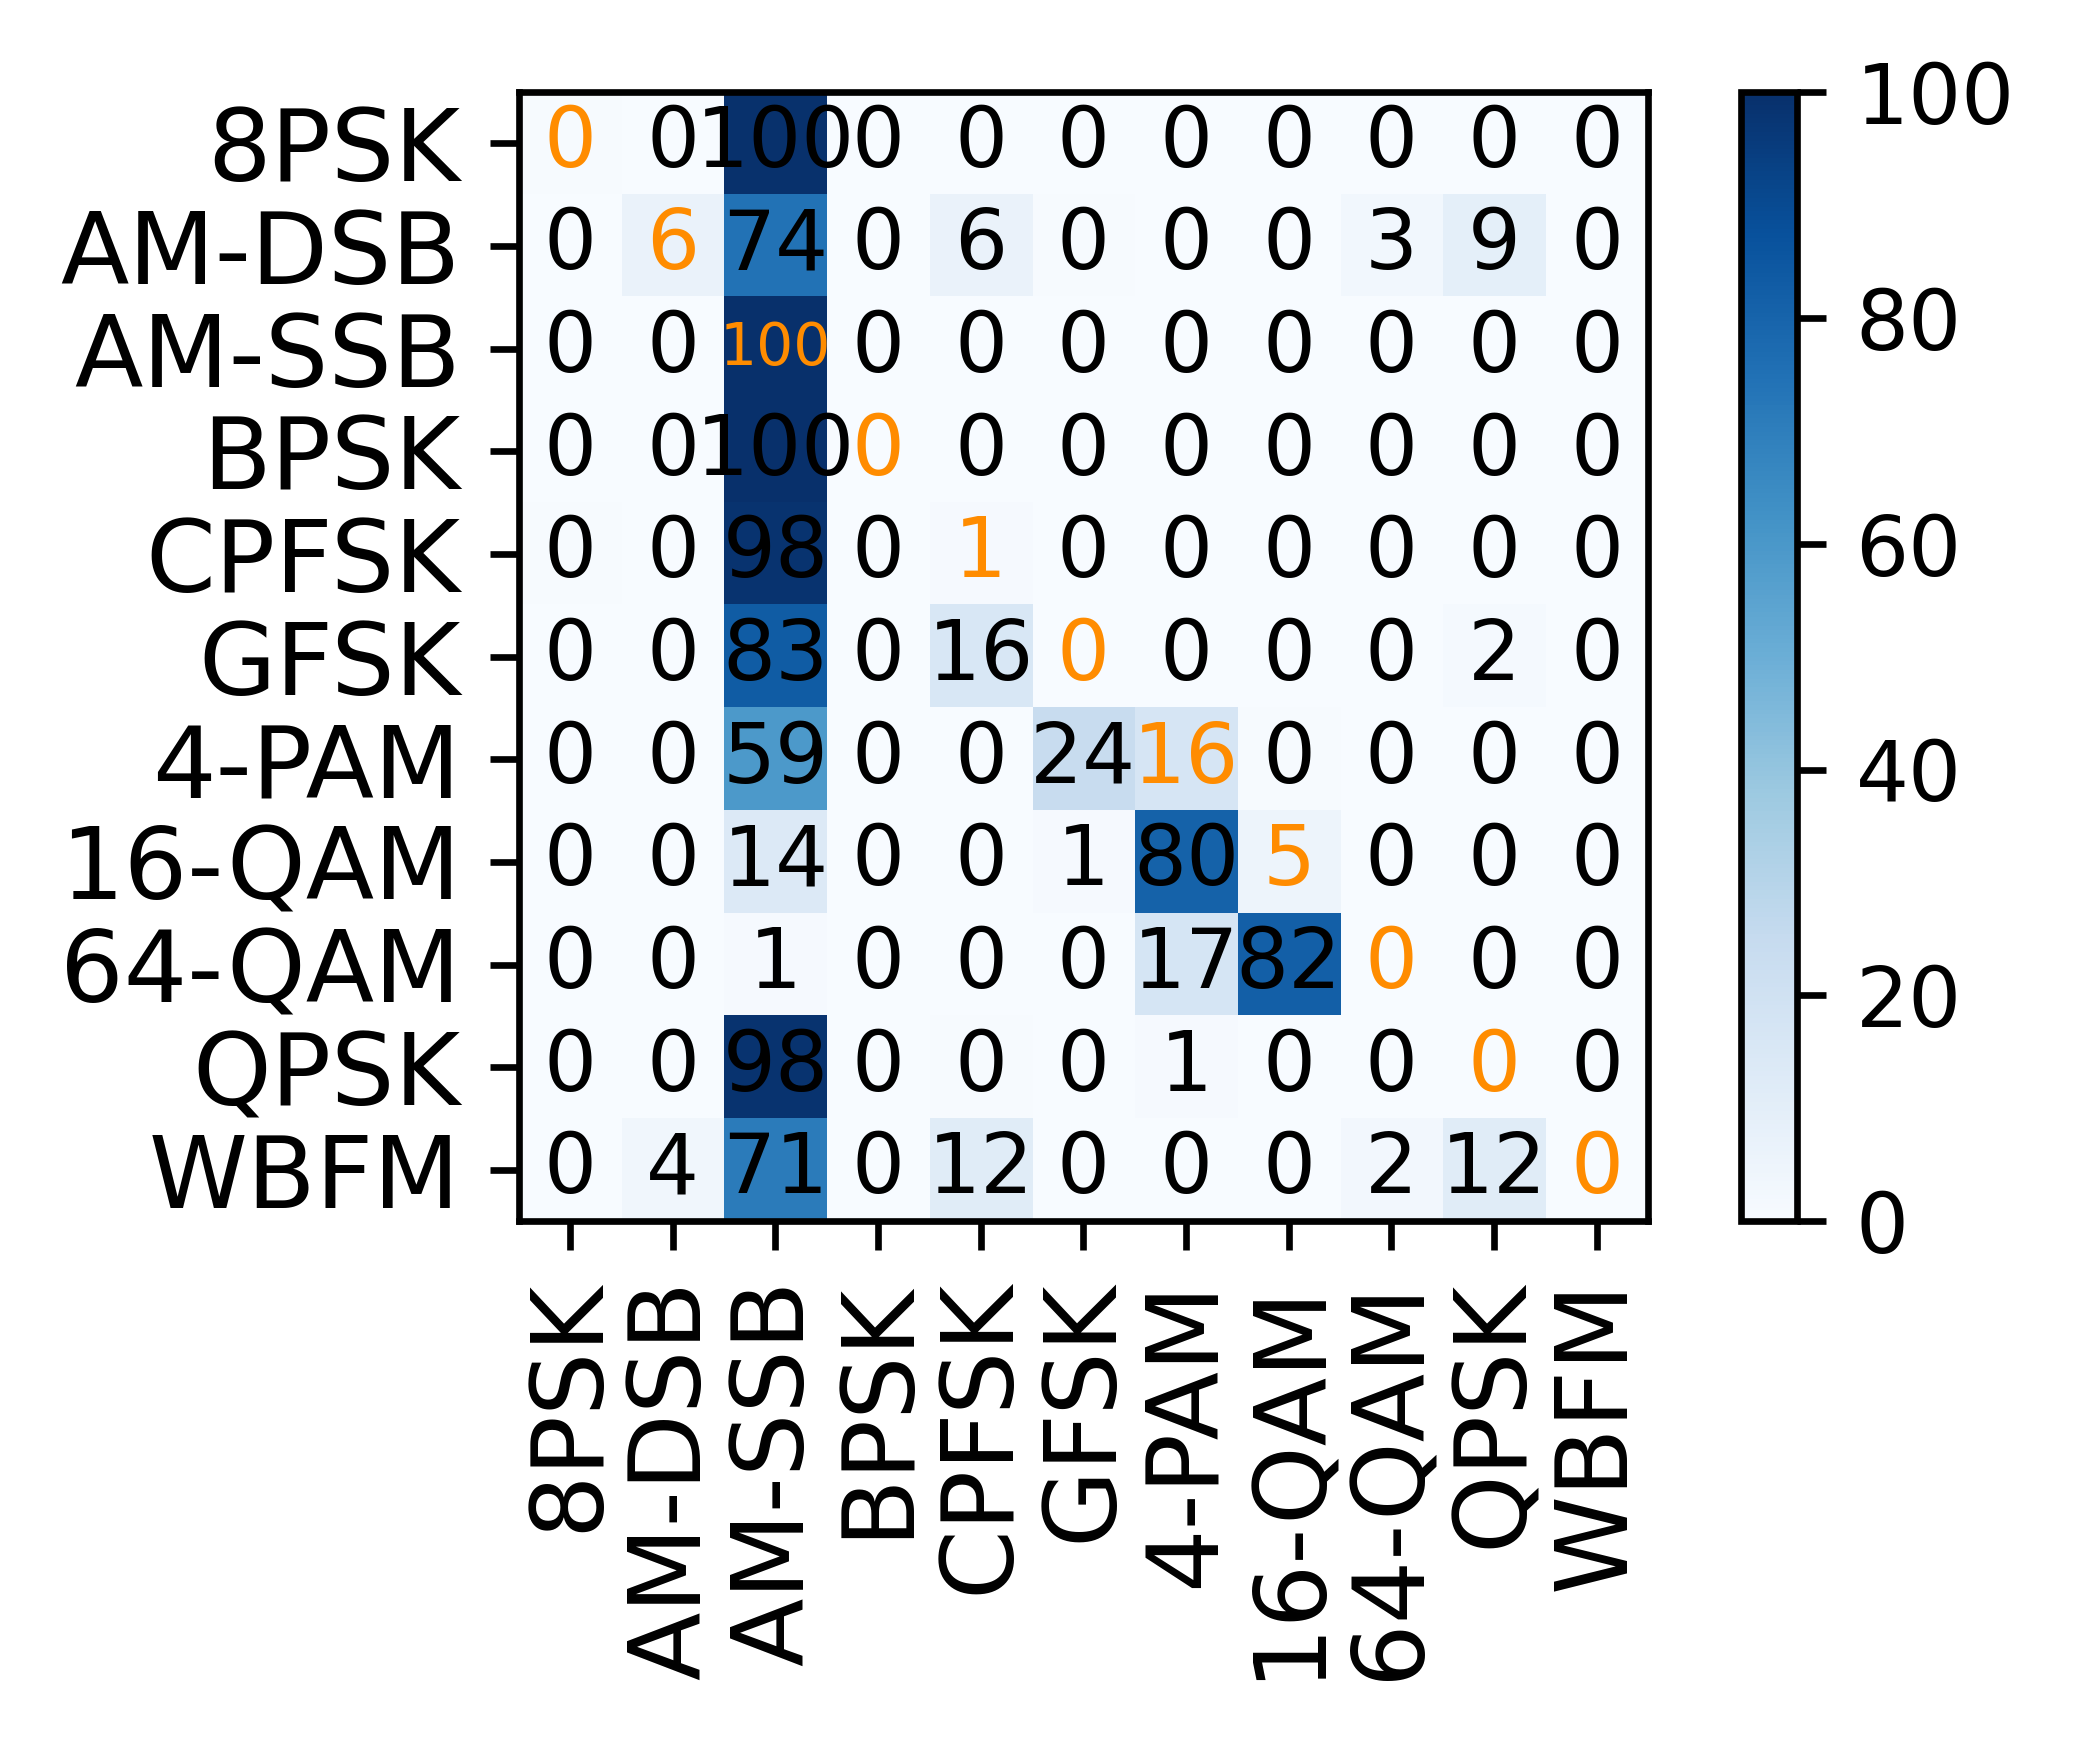 8PSK 0 0 100 0 0 0 0 0 0 0 0
AM-DSB 0 6 74 0 6 0 0 0 3 9 0
AM-SSB 0 0 100 0 0 0 0 0 0 0 0
BPSK 0 0 100 0 0 0 0 0 0 0 0
CPFSK 0 0 98 0 1 0 0 0 0 0 0
GFSK 0 0 83 0 16 0 0 0 0 2 0
4-PAM 0 0 59 0 0 24 16 0 0 0 0
16-QAM 0 0 14 0 0 1 80 5 0 0 0
64-QAM 0 0 1 0 0 0 17 82 0 0 0
QPSK 0 0 98 0 0 0 1 0 0 0 0
WBFM 0 4 71 0 12 0 0 0 2 12 0
8PSK
AM-DSB
AM-SSB
BPSK
CPFSK
GFSK
4-PAM
16-QAM
64-QAM
QPSK
WBFM
100
80
60
40
20
0